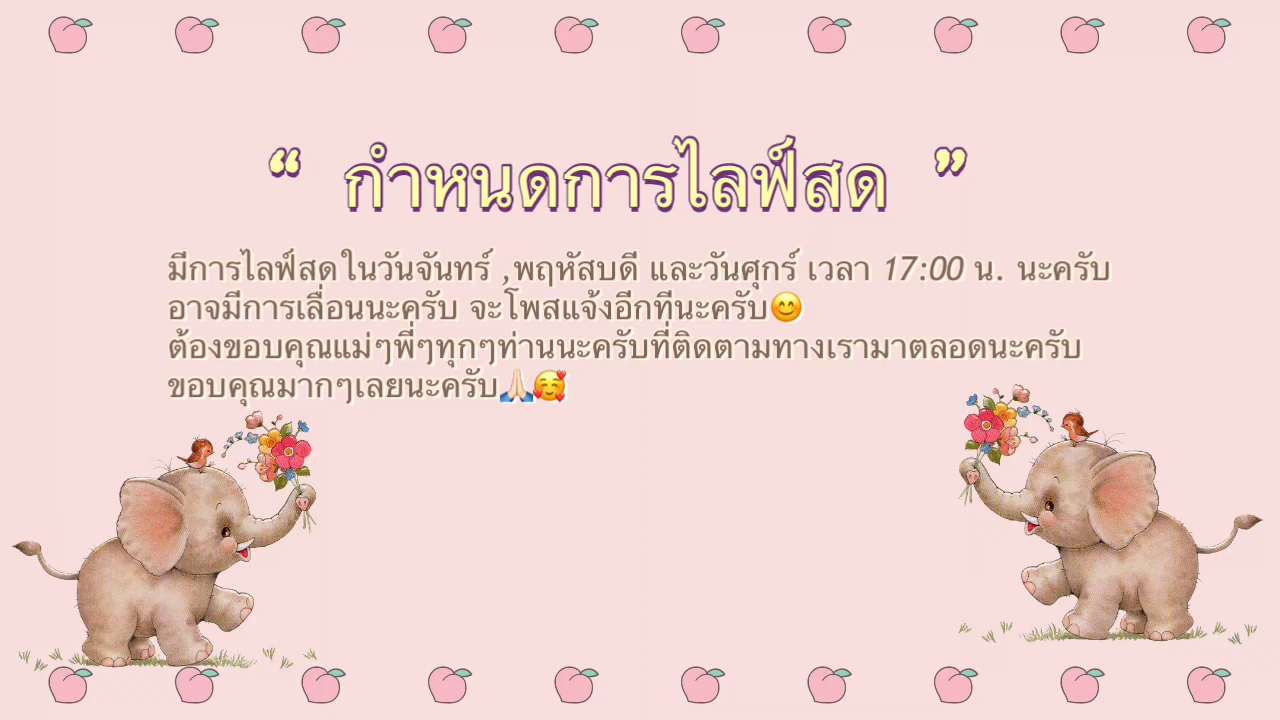 “ กำหนดการไลฟ์สด ”
มีการไลฟ์สดในวันจันทร์ ,พฤหัสบดี และวันศุกร์ เวลา 17:00 น. นะครับ
อาจมีการเลื่อนนะครับ จะโพสแจ้งอีกทีนะครับ😊
ต้องขอบคุณแม่ๆพี่ๆทุกๆท่านนะครับที่ติดตามทางเรามาตลอดนะครับ
ขอบคุณมากๆเลยนะครับ🙏🏻🥰